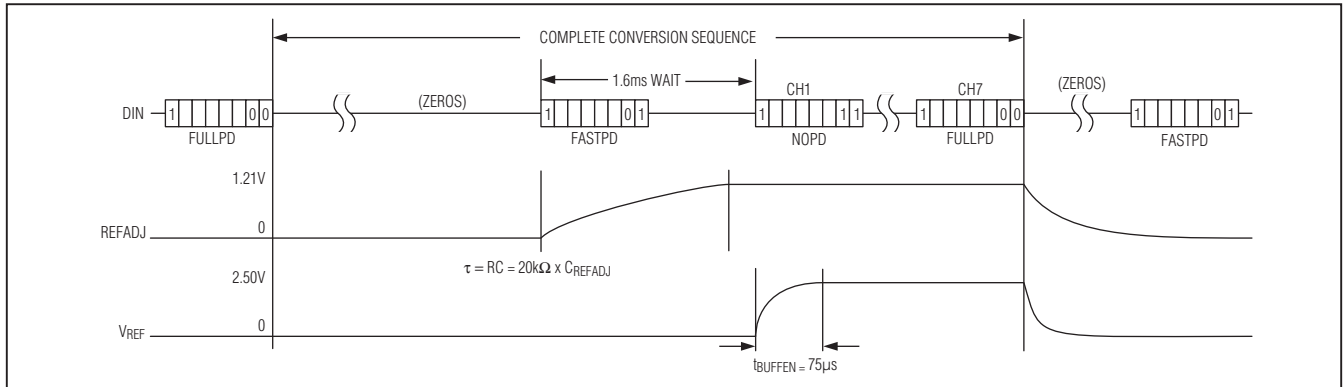 COMPLETE CONVERSION SEQUENCE
1.6ms WAIT
DIN
1 0 0
FULLPD
(ZEROS)
1 0 1
FASTPD
CH1
1 1 1
NOPD
CH7
1 0 0
FULLPD
(ZEROS)
1 0 1
FASTPD
1.21V
REFADJ
0
τ = RC = 20kΩ x CREFADJ
2.50V
VREF
0
tBUFFEN = 75µs